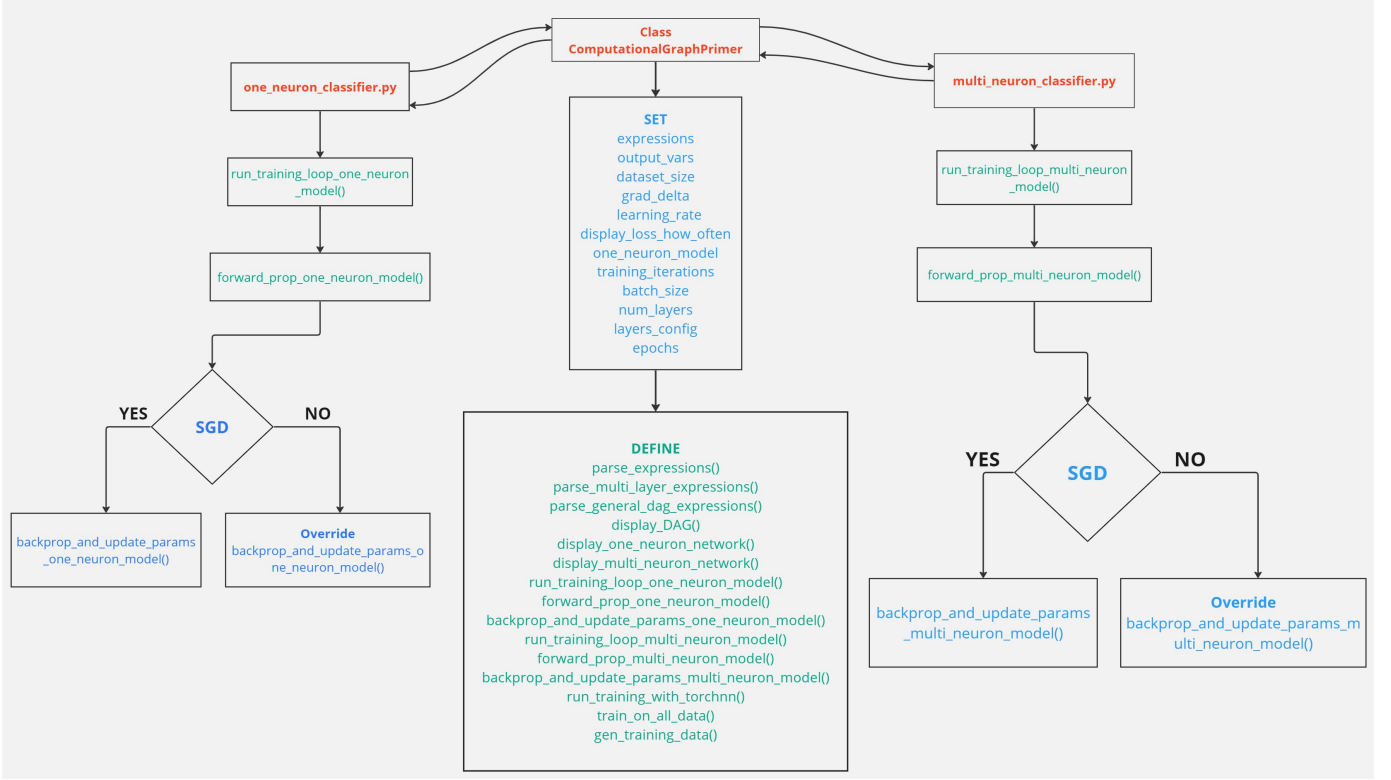 Class
ComputationalGraphPrimer
one_neuron_classifier.py
multi_neuron_classifier.py
run_training_loop_one_neuron
_model()
forward_prop_one_neuron_model()
SGD
YES
NO
backprop_and_update_params
_one_neuron_model()
Override
backprop_and_update_params_o
ne_neuron_model()
SET
expressions
output_vars
dataset_size
grad_delta
learning_rate
display_loss_how_often
one_neuron_model
training_iterations
batch_size
num_layers
layers_config
epochs
DEFINE
parse_expressions()
parse_multi_layer_expressions()
parse_general_dag_expressions()
display_DAG()
display_one_neuron_network()
display_multi_neuron_network()
run_training_loop_one_neuron_model()
forward_prop_one_neuron_model()
backprop_and_update_params_one_neuron_model()
run_training_loop_multi_neuron_model()
forward_prop_multi_neuron_model()
backprop_and_update_params_multi_neuron_model()
run_training_with_torchnn()
train_on_all_data()
gen_training_data()
run_training_loop_multi_neuron
_model()
forward_prop_multi_neuron_model()
SGD
YES
NO
backprop_and_update_params
_multi_neuron_model()
Override
backprop_and_update_params_m
ulti_neuron_model()